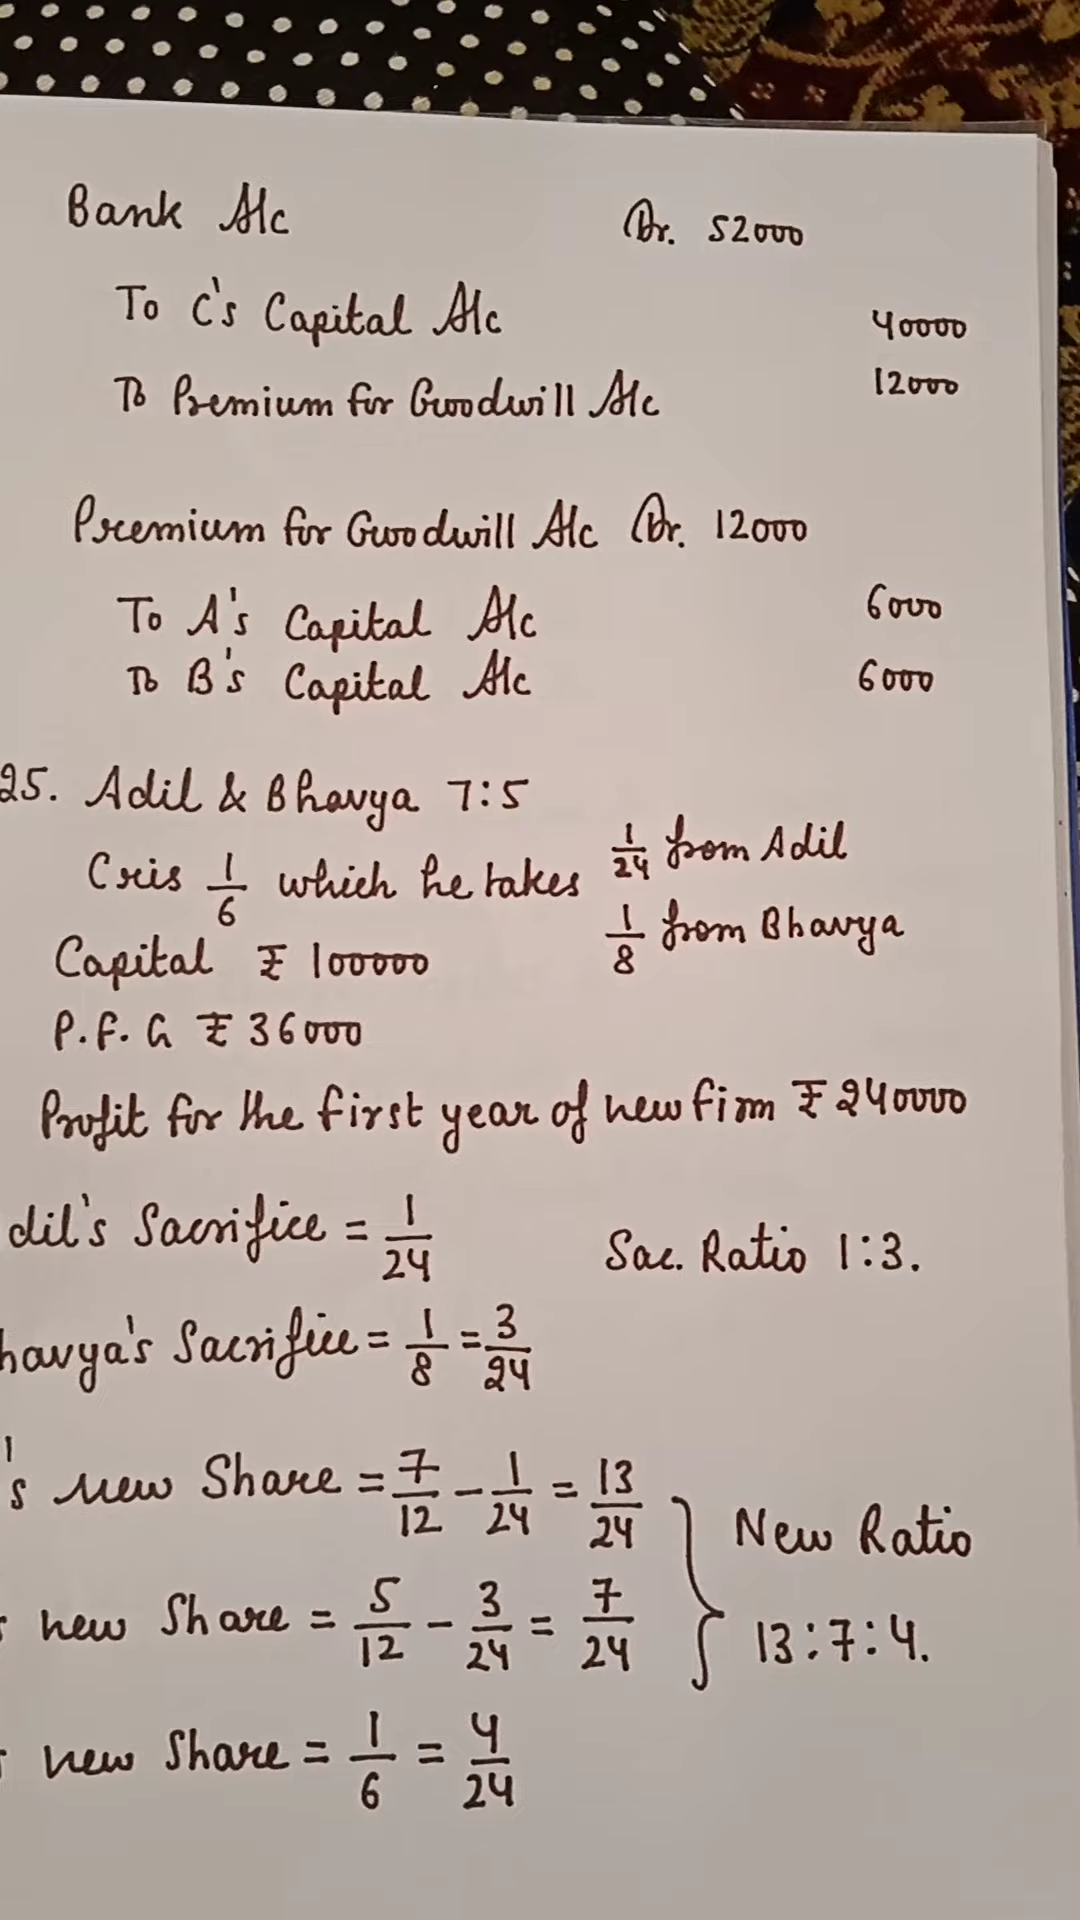 Bank A/c Dr. 52000
To C's Capital A/c 40000
To Premium for Goodwill A/c 12000
Premium for Goodwill A/c Dr. 12000
To A's Capital A/c 6000
To B's Capital A/c 6000
25. Adil & Bhavya 7:5
Cris 1/6 which he takes 1/24 from Adil
1/8 from Bhavya
Capital ₹ 100000
P.F.G ₹ 36000
Profit for the first year of new firm ₹ 240000
dil's Sacrifice = 1/24 Sac. Ratio 1:3.
havya's Sacrifice = 1/8 = 3/24
's new Share = 7/12 - 1/24 = 13/24
New Ratio
new Share = 5/12 - 3/24 = 7/24 13:7:4.
new Share = 1/6 = 4/24